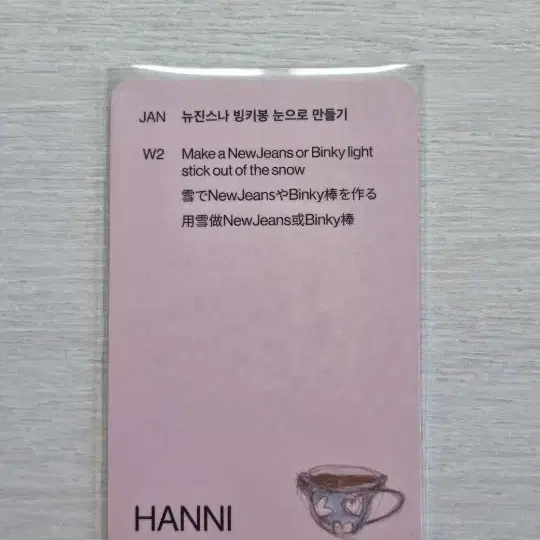 JAN 뉴진스나 빙키봉 눈으로 만들기
W2 Make a NewJeans or Binky light
stick out of the snow
雪でNewJeansやBinky棒を作る
用雪做NewJeans或Binky棒
HANNI